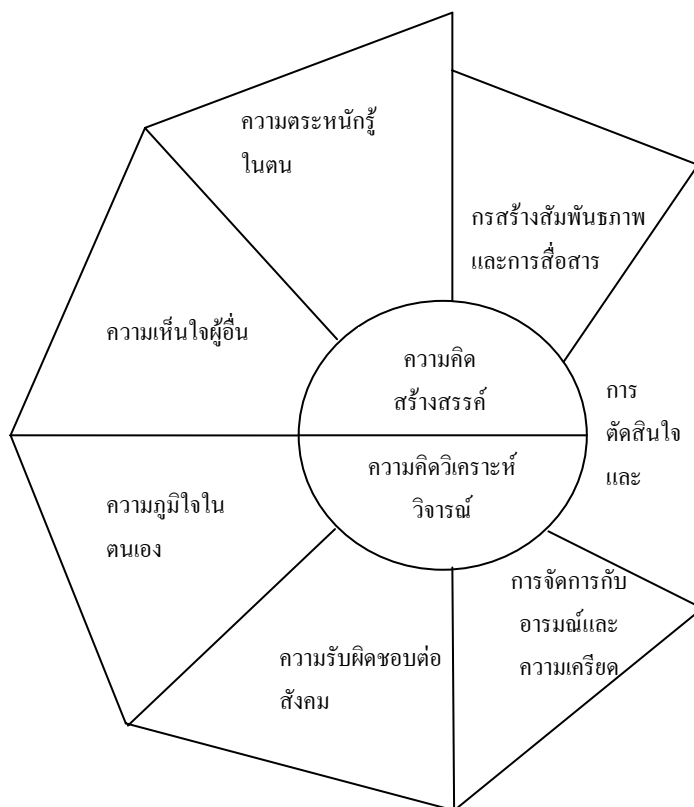 ความตระหนักรู้
ในตน
กรสร้างสัมพันธภาพ
และการสื่อสาร
ความเห็นใจผู้อื่น
ความคิด
สร้างสรรค์
การ
ตัดสินใจ
และ
ความคิดวิเคราะห์
วิจารณ์
ความภูมิใจใน
ตนเอง
การจัดการกับ
อารมณ์และ
ความเครียด
ความรับผิดชอบต่อ
สังคม